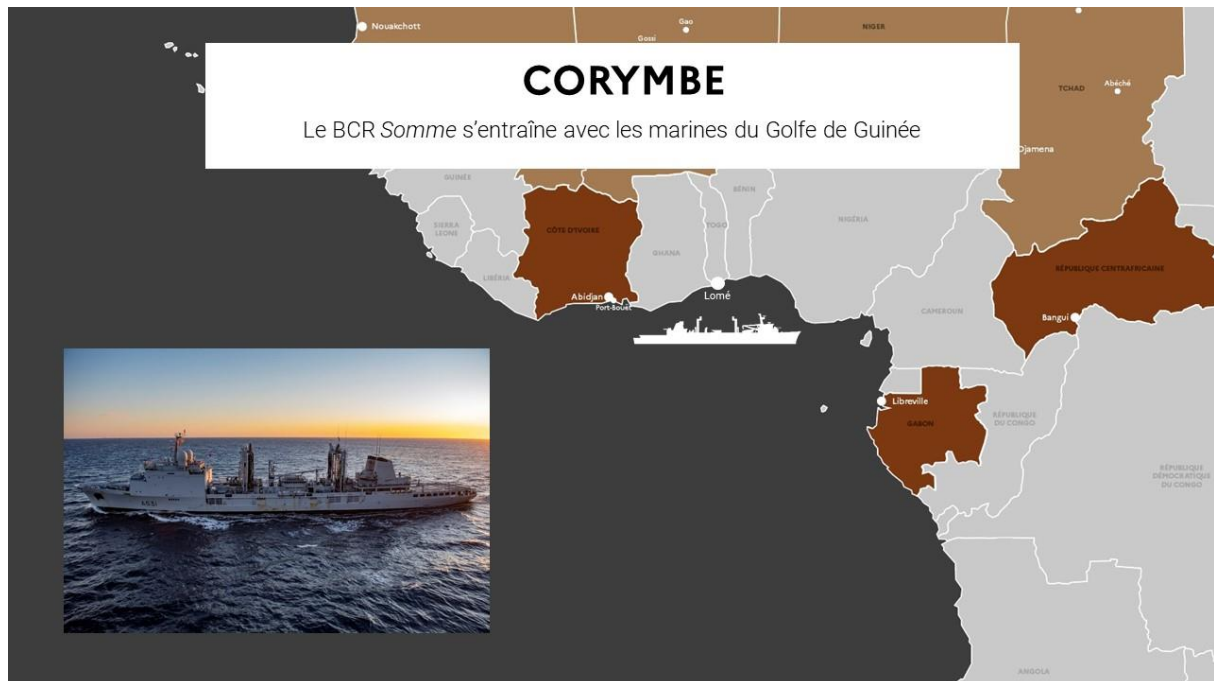 Nouakchott
Gao
Gossi
NIGER
CORYMBE
Le BCR Somme s'entraîne avec les marines du Golfe de Guinée
TCHAD
Abéché
Djamena
GUINÉE
SIERRA
LEONE
LIBÉRIA
CÔTE D'IVOIRE
Abidjan
Port-Bouët
GHANA
TOGO
BÉNIN
Lomé
NIGÉRIA
CAMEROUN
RÉPUBLIQUE CENTRAFRICAINE
Bangui
Libreville
GABON
RÉPUBLIQUE
DU CONGO
RÉPUBLIQUE
DÉMOCRATIQUE
DU CONGO
ANGOLA